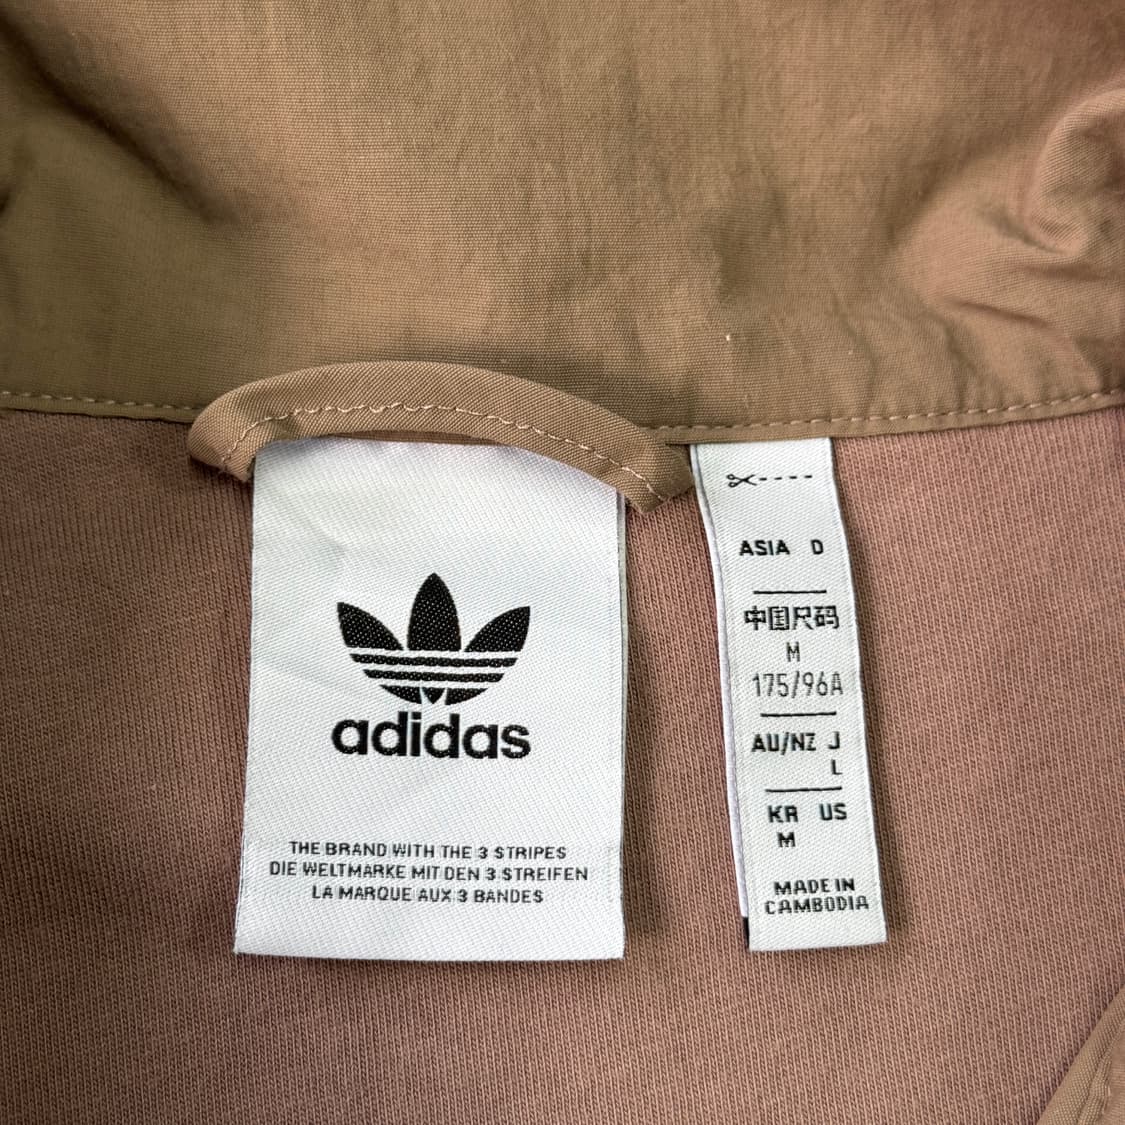 adidas
THE BRAND WITH THE 3 STRIPES
DIE WELTMARKE MIT DEN 3 STREIFEN
LA MARQUE AUX 3 BANDES
ASIA D
中国尺码
M
175/96A
AU/NZ J
L
KR US
M
MADE IN
CAMBODIA